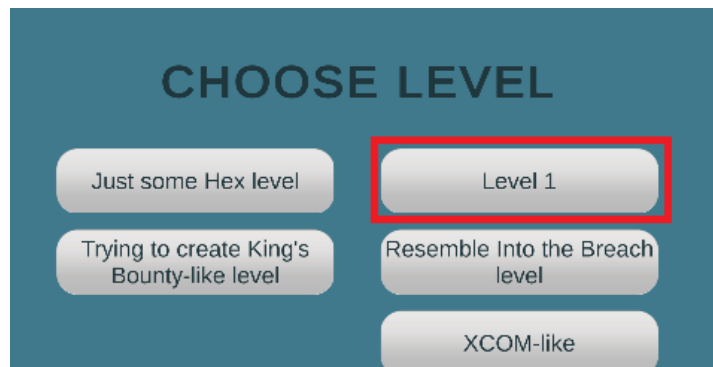 CHOOSE LEVEL
Just some Hex level
Level 1
Trying to create King's
Bounty-like level
Resemble Into the Breach
level
XCOM-like